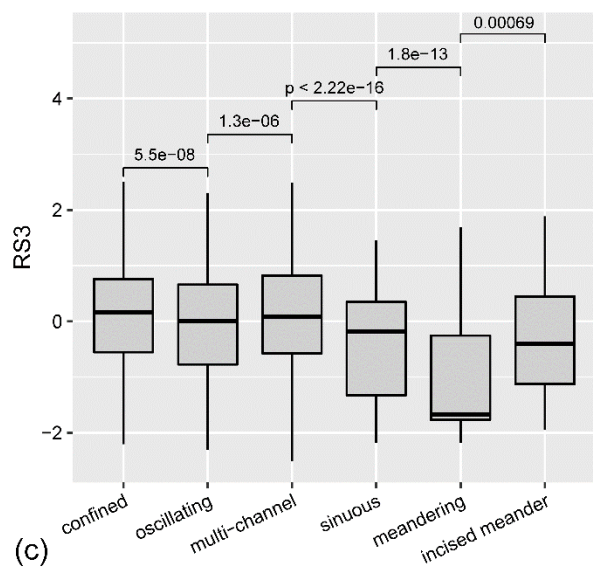 0.00069
1.8e−13
p < 2.22e−16
4
1.3e−06
5.5e−08
2
RS3
0
−2
confined
oscillating
multi−channel
sinuous
meandering
incised meander
(c)